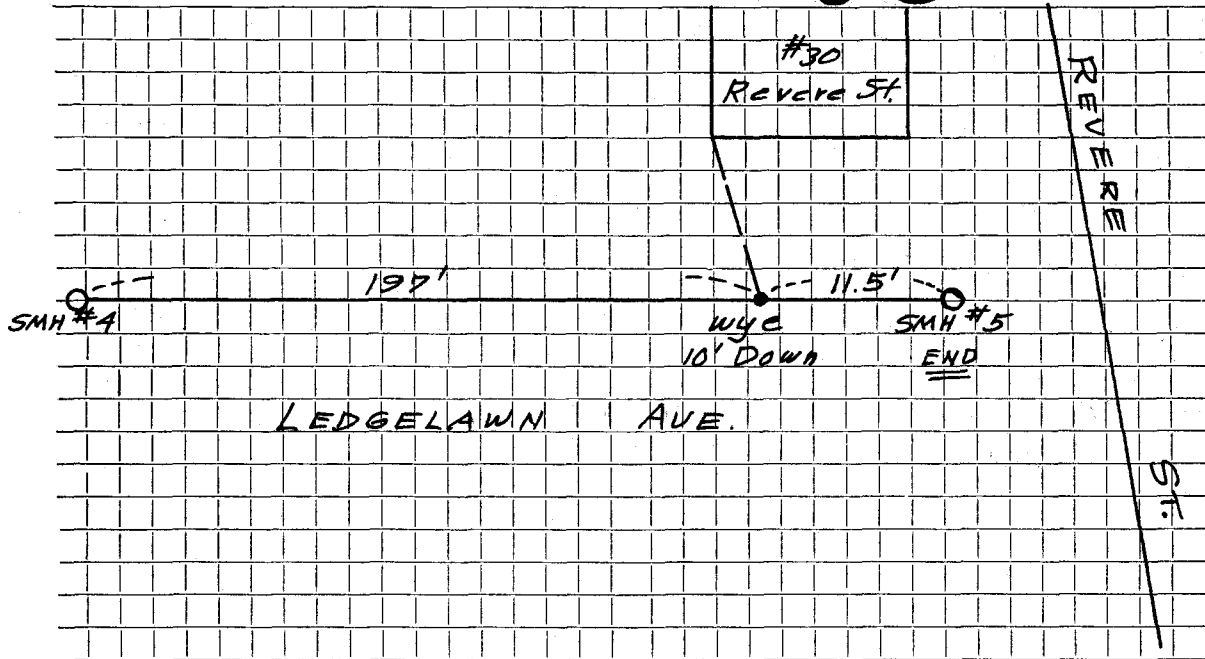 #30
Revere St.
REVERE
197'
11.5'
SMH #4
wye
SMH #5
10' Down
END
LEDGELAWN AVE.
ST.